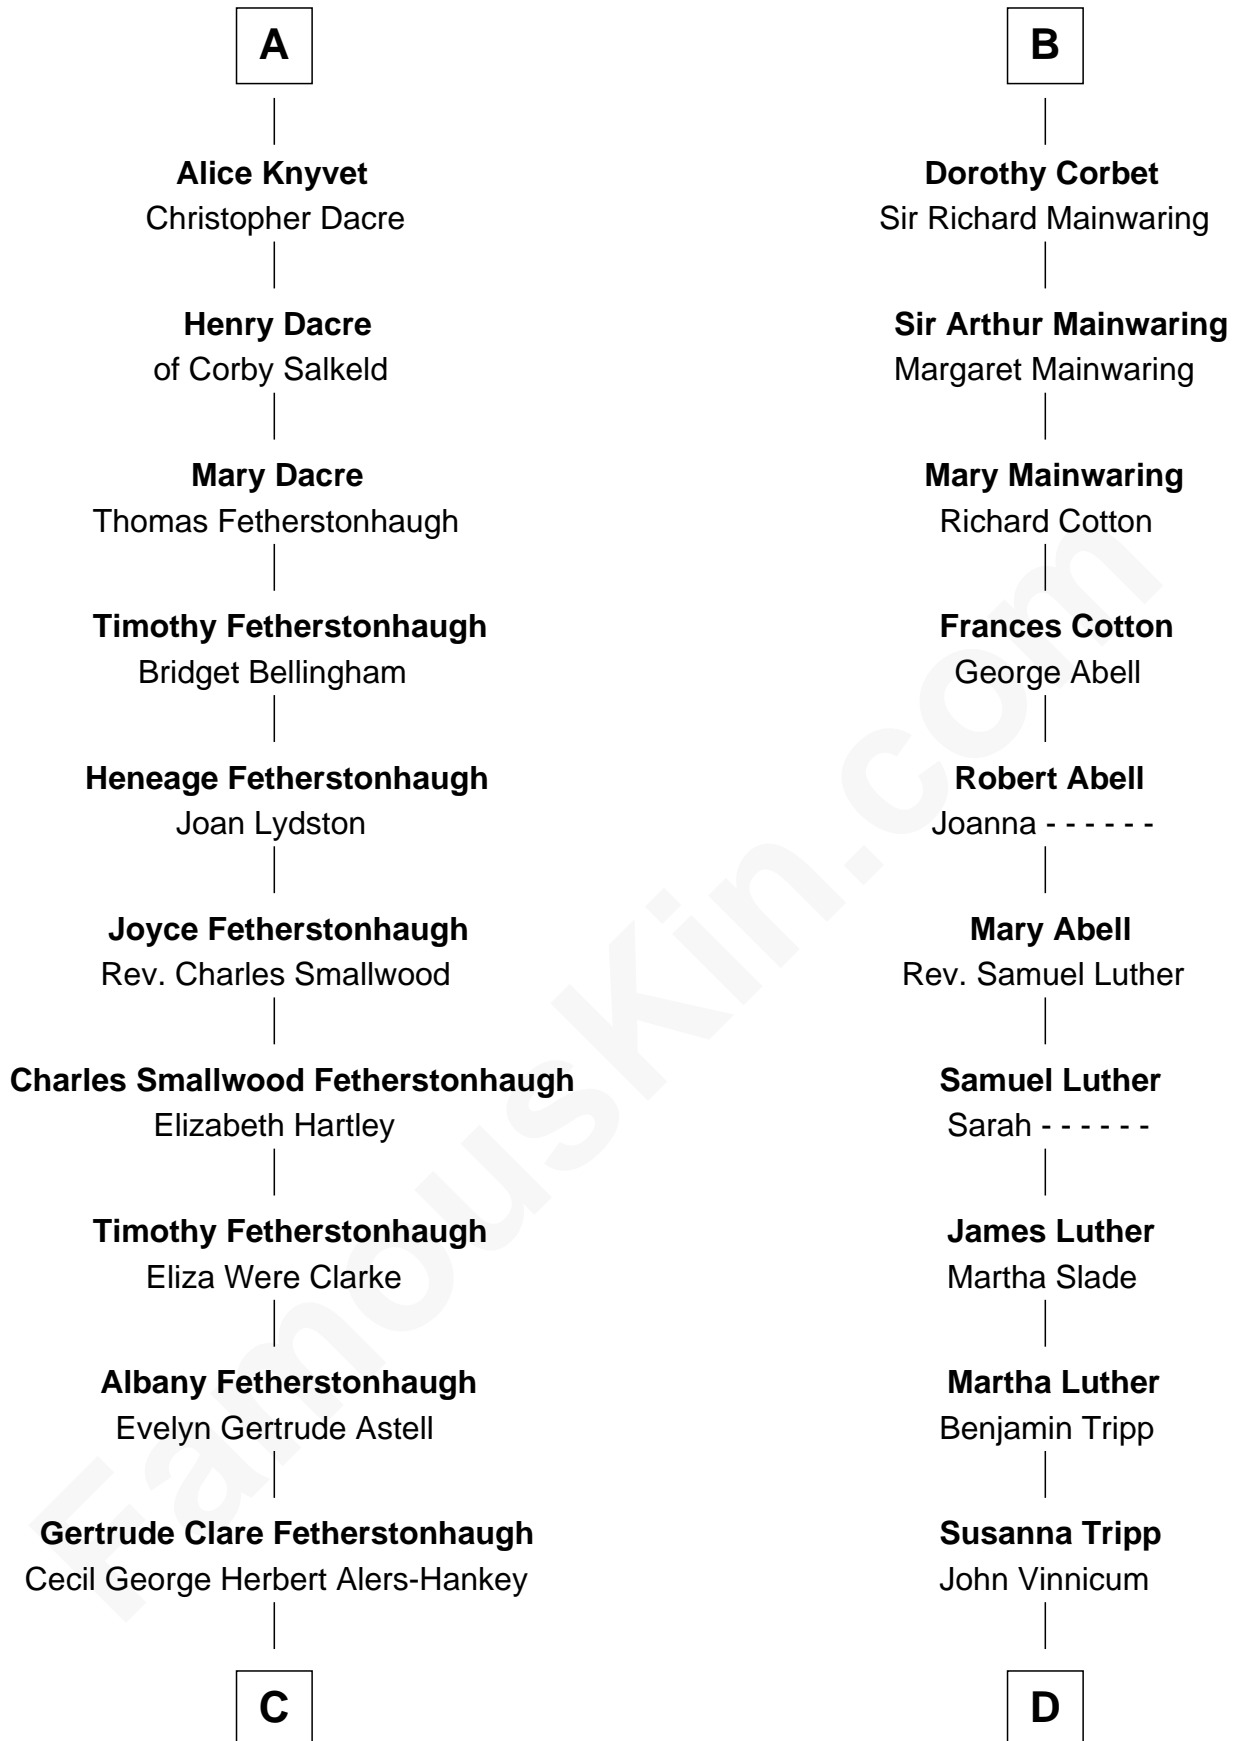 A
Alice Knyvet
Christopher Dacre
Henry Dacre
of Corby Salkeld
Mary Dacre
Thomas Fetherstonhaugh
Timothy Fetherstonhaugh
Bridget Bellingham
Heneage Fetherstonhaugh
Joan Lydston
Joyce Fetherstonhaugh
Rev. Charles Smallwood
Charles Smallwood Fetherstonhaugh
Elizabeth Hartley
Timothy Fetherstonhaugh
Eliza Were Clarke
Albany Fetherstonhaugh
Evelyn Gertrude Astell
Gertrude Clare Fetherstonhaugh
Cecil George Herbert Alers-Hankey
C
B
Dorothy Corbet
Sir Richard Mainwaring
Sir Arthur Mainwaring
Margaret Mainwaring
Mary Mainwaring
Richard Cotton
Frances Cotton
George Abell
Robert Abell
Joanna - - - - - -
Mary Abell
Rev. Samuel Luther
Samuel Luther
Sarah - - - - - -
James Luther
Martha Slade
Martha Luther
Benjamin Tripp
Susanna Tripp
John Vinnicum
D
FamousKin.com